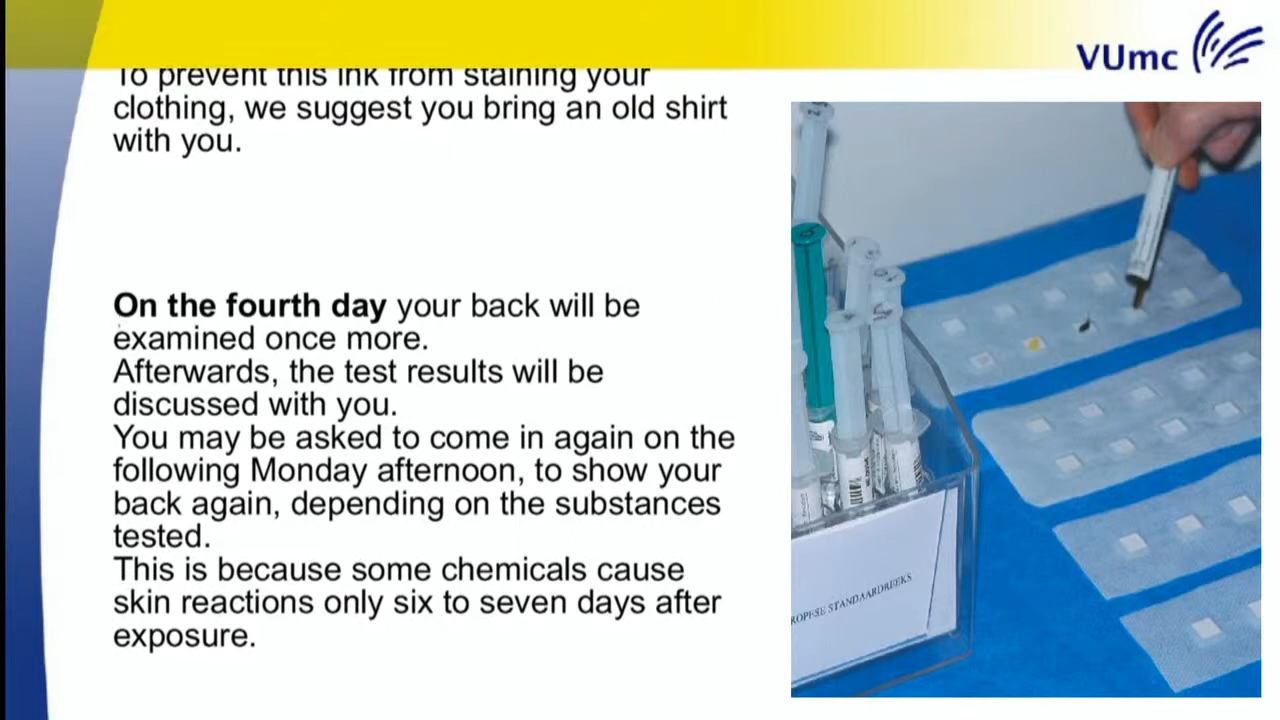 VUmc
To prevent this ink from staining your
clothing, we suggest you bring an old shirt
with you.
On the fourth day your back will be
examined once more.
Afterwards, the test results will be
discussed with you.
You may be asked to come in again on the
following Monday afternoon, to show your
back again, depending on the substances
tested.
This is because some chemicals cause
skin reactions only six to seven days after
exposure.
STANDAARDREEKS